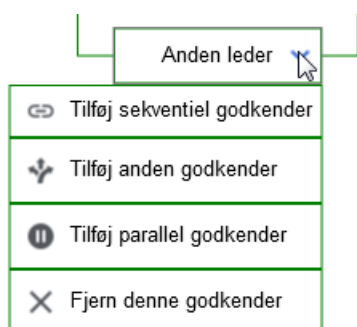 Anden leder
Tilføj sekventiel godkender
Tilføj anden godkender
Tilføj parallel godkender
Fjern denne godkender